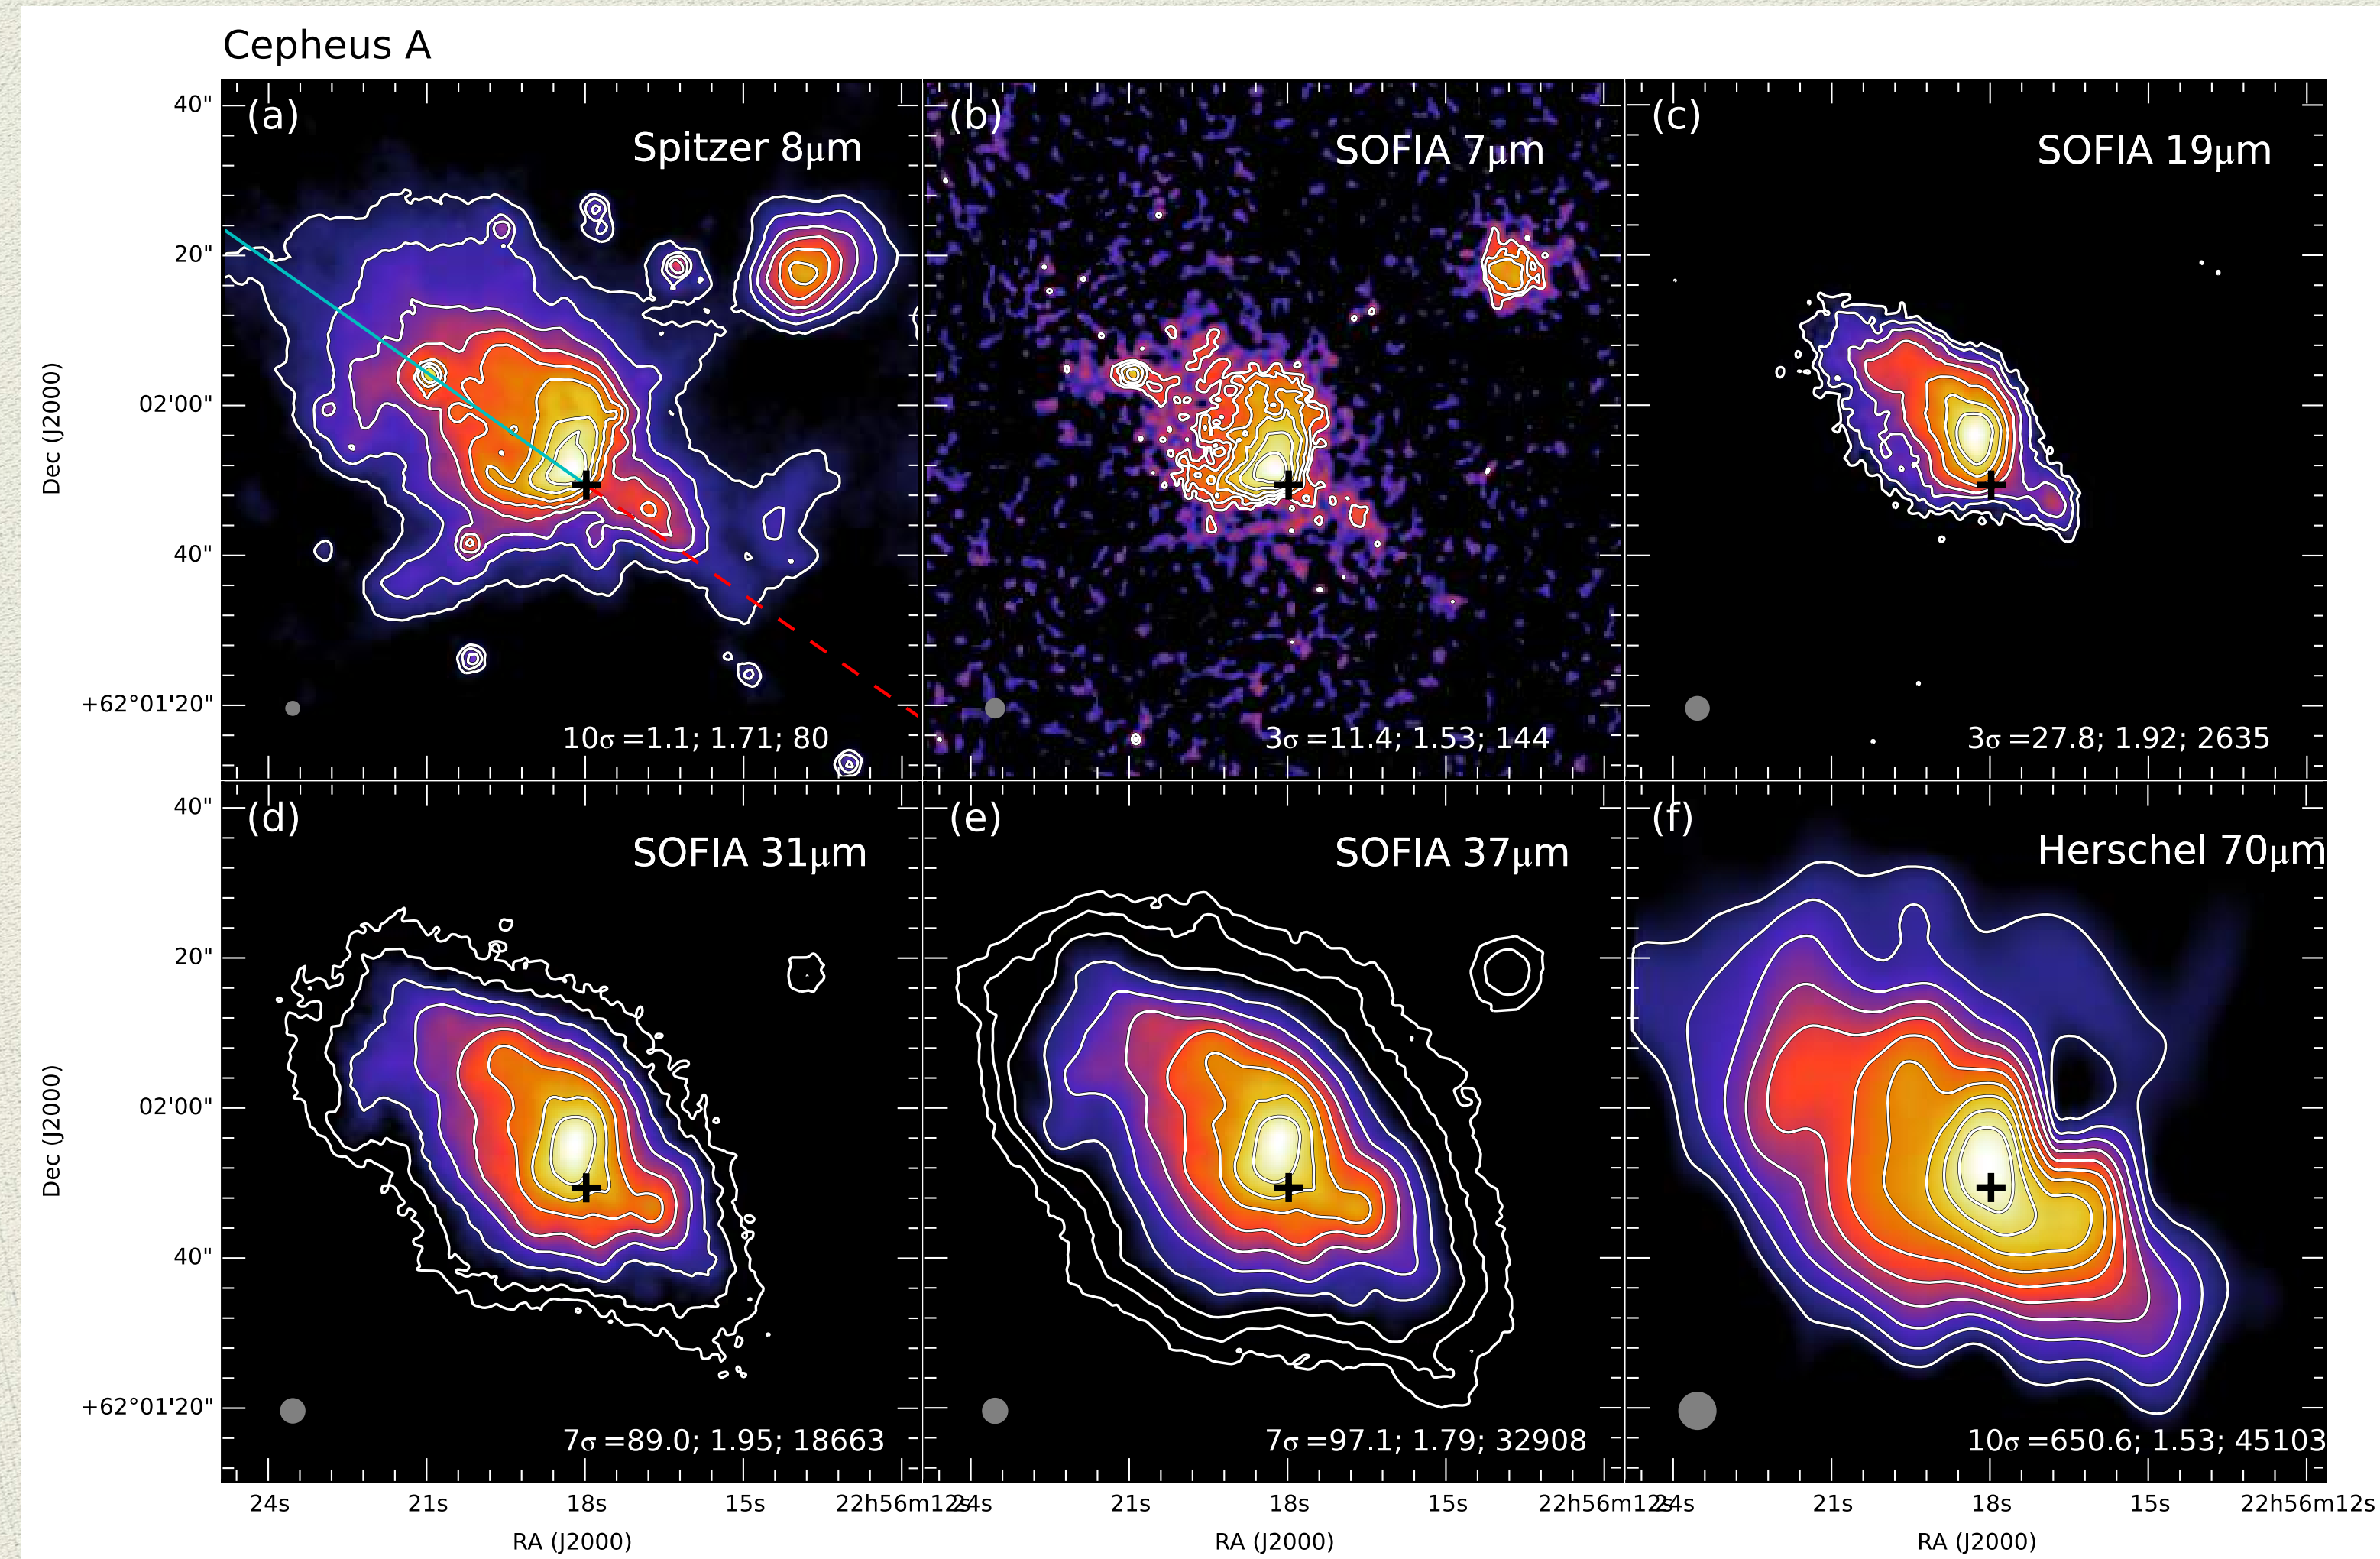 Cepheus A
(a)
Spitzer 8μm
(b)
SOFIA 7μm
(c)
SOFIA 19μm
40"
20"
02'00"
40"
+62°01'20"
Dec (J2000)
10σ =1.1; 1.71; 80
3σ =11.4; 1.53; 144
3σ =27.8; 1.92; 2635
(d)
SOFIA 31μm
(e)
SOFIA 37μm
(f)
Herschel 70μm
40"
20"
02'00"
40"
+62°01'20"
Dec (J2000)
7σ =89.0; 1.95; 18663
7σ =97.1; 1.79; 32908
10σ =650.6; 1.53; 45103
24s 21s 18s 15s 22h56m12s
24s 21s 18s 15s 22h56m12s
24s 21s 18s 15s 22h56m12s
RA (J2000)
RA (J2000)
RA (J2000)